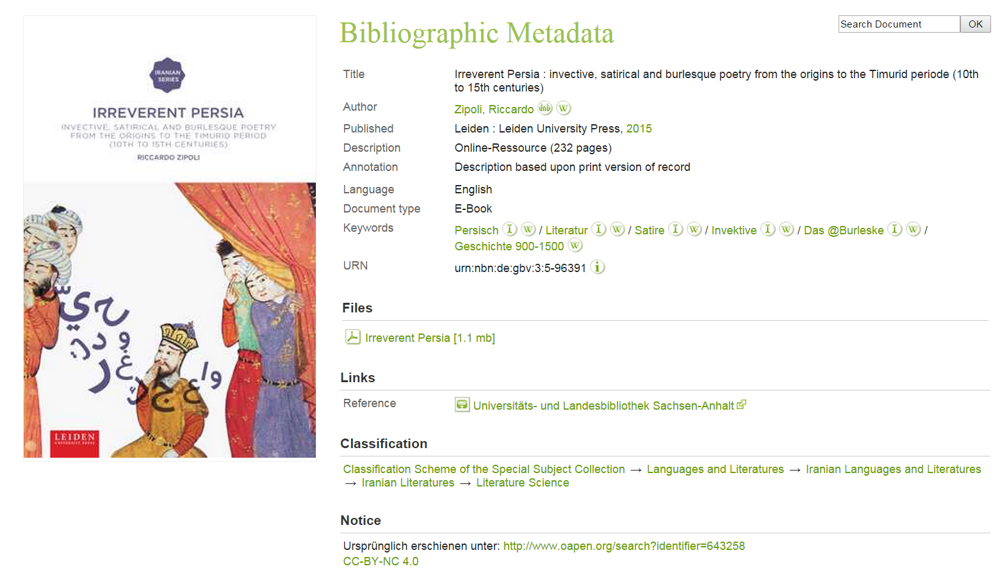 IRANIAN
SERIES
IRREVERENT PERSIA
INVECTIVE, SATIRICAL AND BURLESQUE POETRY
FROM THE ORIGINS TO THE TIMURID PERIOD
(10TH TO 15TH CENTURIES)
RICCARDO ZIPOLI
LEIDEN
UNIVERSITY PRESS
Bibliographic Metadata
Search Document OK
Title Irreverent Persia : invective, satirical and burlesque poetry from the origins to the Timurid periode (10th
to 15th centuries)
Author Zipoli, Riccardo dnb W
Published Leiden : Leiden University Press, 2015
Description Online-Ressource (232 pages)
Annotation Description based upon print version of record
Language English
Document type E-Book
Keywords Persisch I W / Literatur I W / Satire I W / Invektive I W / Das @Burleske I W /
Geschichte 900-1500 W
URN urn:nbn:de:gbv:3:5-96391 i
Files
Irreverent Persia [1.1 mb]
Links
Reference Universitäts- und Landesbibliothek Sachsen-Anhalt
Classification
Classification Scheme of the Special Subject Collection → Languages and Literatures → Iranian Languages and Literatures
→ Iranian Literatures → Literature Science
Notice
Ursprünglich erschienen unter: http://www.oapen.org/search?identifier=643258
CC-BY-NC 4.0